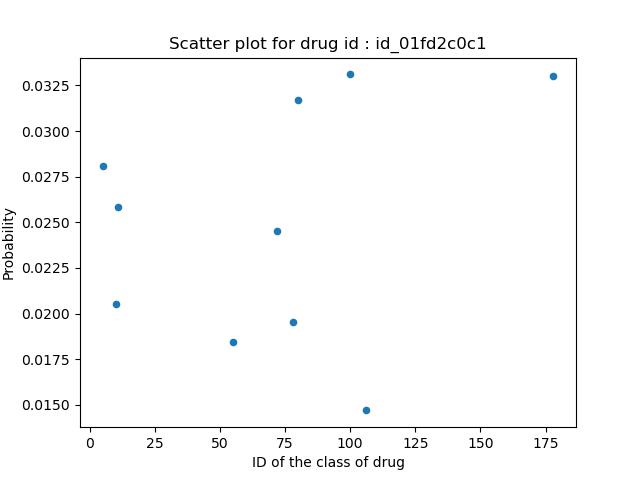 Scatter plot for drug id : id_01fd2c0c1
0.0325
0.0300
0.0275
0.0250
0.0225
0.0200
0.0175
0.0150
Probability
0 25 50 75 100 125 150 175
ID of the class of drug